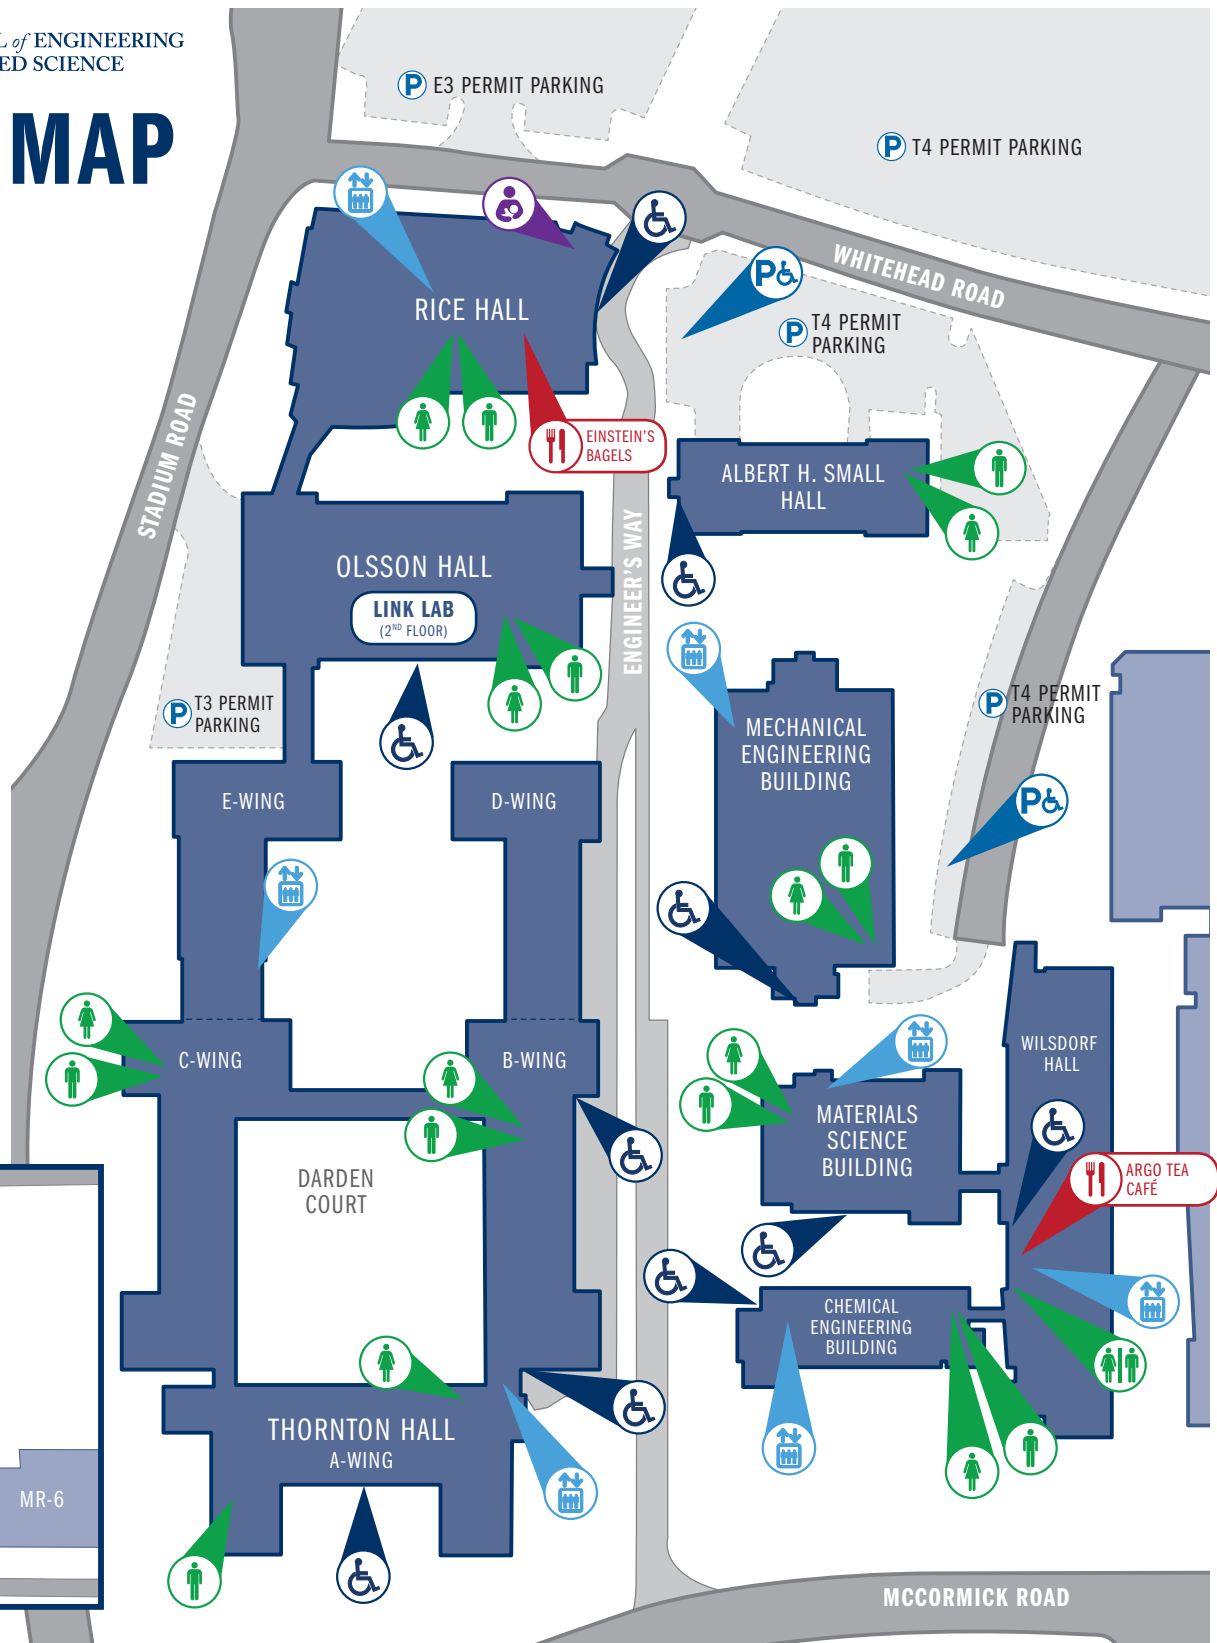 of ENGINEERING
SCIENCE
MAP
P E3 PERMIT PARKING
P T4 PERMIT PARKING
WHITEHEAD ROAD
P
P T4 PERMIT
PARKING
RICE HALL
EINSTEIN'S
BAGELS
STADIUM ROAD
ALBERT H. SMALL
HALL
ENGINEER'S WAY
OLSSON HALL
LINK LAB
(2ND FLOOR)
P T3 PERMIT
PARKING
P T4 PERMIT
PARKING
MECHANICAL
ENGINEERING
BUILDING
P
E-WING
D-WING
C-WING
B-WING
WILSDORF
HALL
MATERIALS
SCIENCE
BUILDING
ARGO TEA
CAFÉ
DARDEN
COURT
CHEMICAL
ENGINEERING
BUILDING
THORNTON HALL
A-WING
MR-6
MCCORMICK ROAD